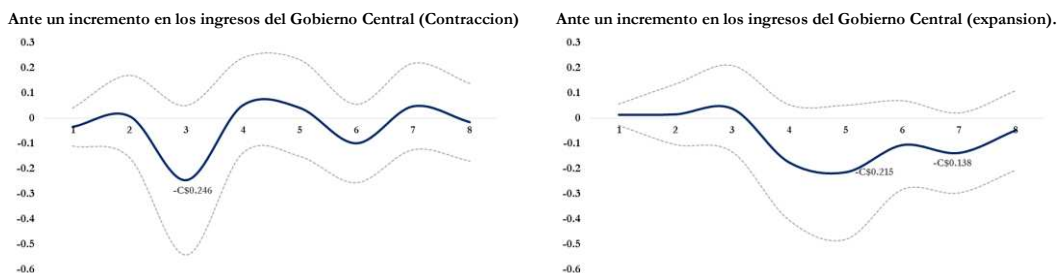 Ante un incremento en los ingresos del Gobierno Central (Contraccion)
0.3
0.2
0.1
0
-0.1
-0.2
-0.3
-0.4
-0.5
-0.6
1 2 3 4 5 6 7 8
-C$0.246
Ante un incremento en los ingresos del Gobierno Central (expansion).
0.3
0.2
0.1
0
-0.1
-0.2
-0.3
-0.4
-0.5
-0.6
1 2 3 4 5 6 7 8
-C$0.215
-C$0.138